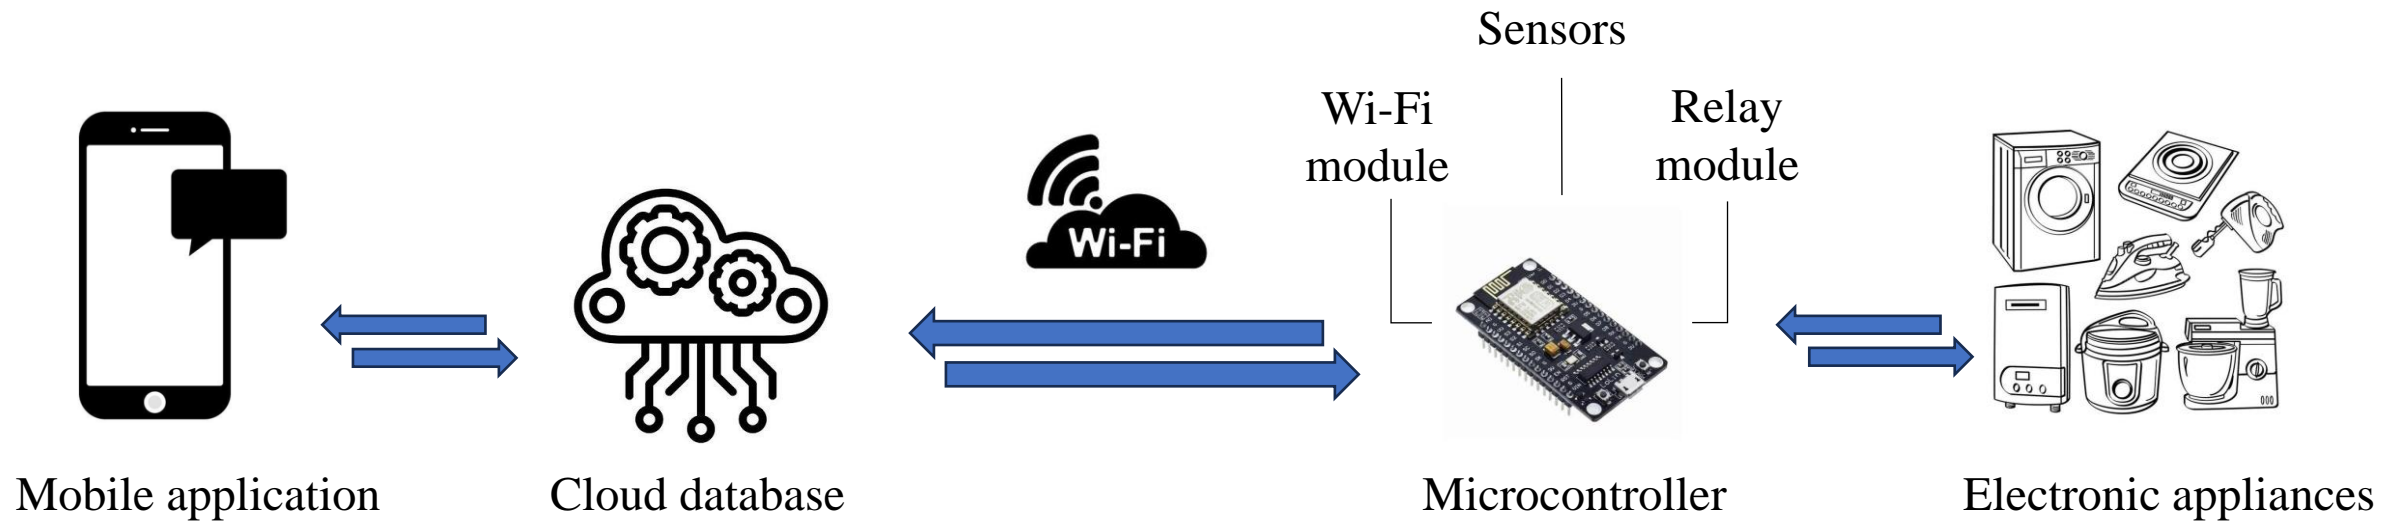 Sensors
Wi-Fi
module
Relay
module
Wi-Fi
Mobile application
Cloud database
Microcontroller
Electronic appliances